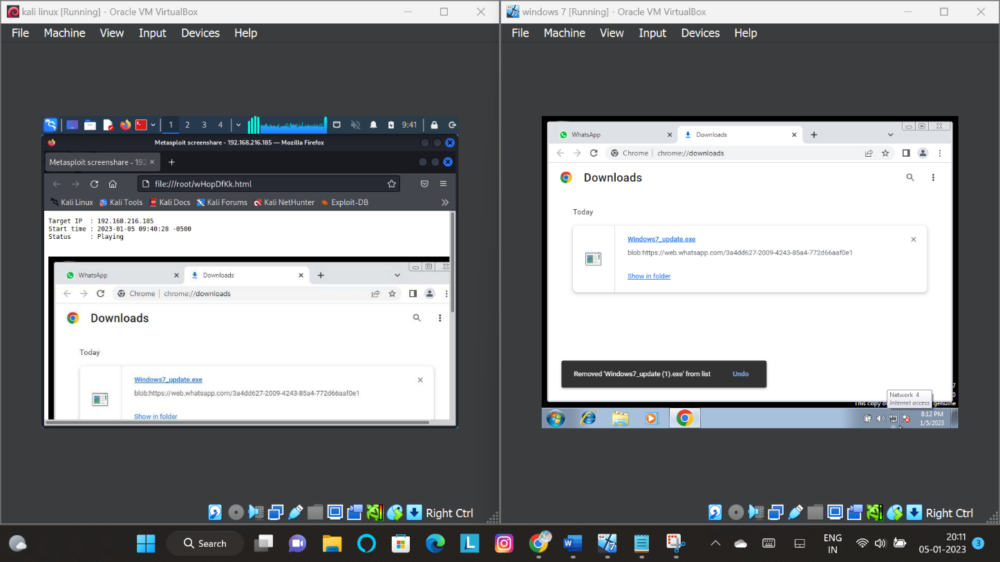 kali linux [Running] - Oracle VM VirtualBox
File Machine View Input Devices Help
1 2 3 4 9:41
Metasploit screenshare - 192.168.216.185 — Mozilla Firefox
Metasploit screenshare - 192
file:///root/wHopDfKk.html
Kali Linux Kali Tools Kali Docs Kali Forums Kali NetHunter Exploit-DB
Target IP : 192.168.216.185
Start time : 2023-01-05 09:40:28 -0500
Status : Playing
WhatsApp Downloads
Chrome chrome://downloads
Downloads
Today
Windows7_update.exe
blob:https://web.whatsapp.com/3a4dd627-2009-4243-85a4-772d66aaf0e1
Show in folder
Right Ctrl
windows 7 [Running] - Oracle VM VirtualBox
File Machine View Input Devices Help
WhatsApp Downloads
Chrome chrome://downloads
Downloads
Today
Windows7_update.exe
blob:https://web.whatsapp.com/3a4dd627-2009-4243-85a4-772d66aaf0e1
Show in folder
Removed 'Windows7_update (1).exe' from list Undo
7
0
Network 4
Internet access
This copy of genuine
8:12 PM
1/5/2023
Right Ctrl
Search
ENG
IN
20:11
05-01-2023
3